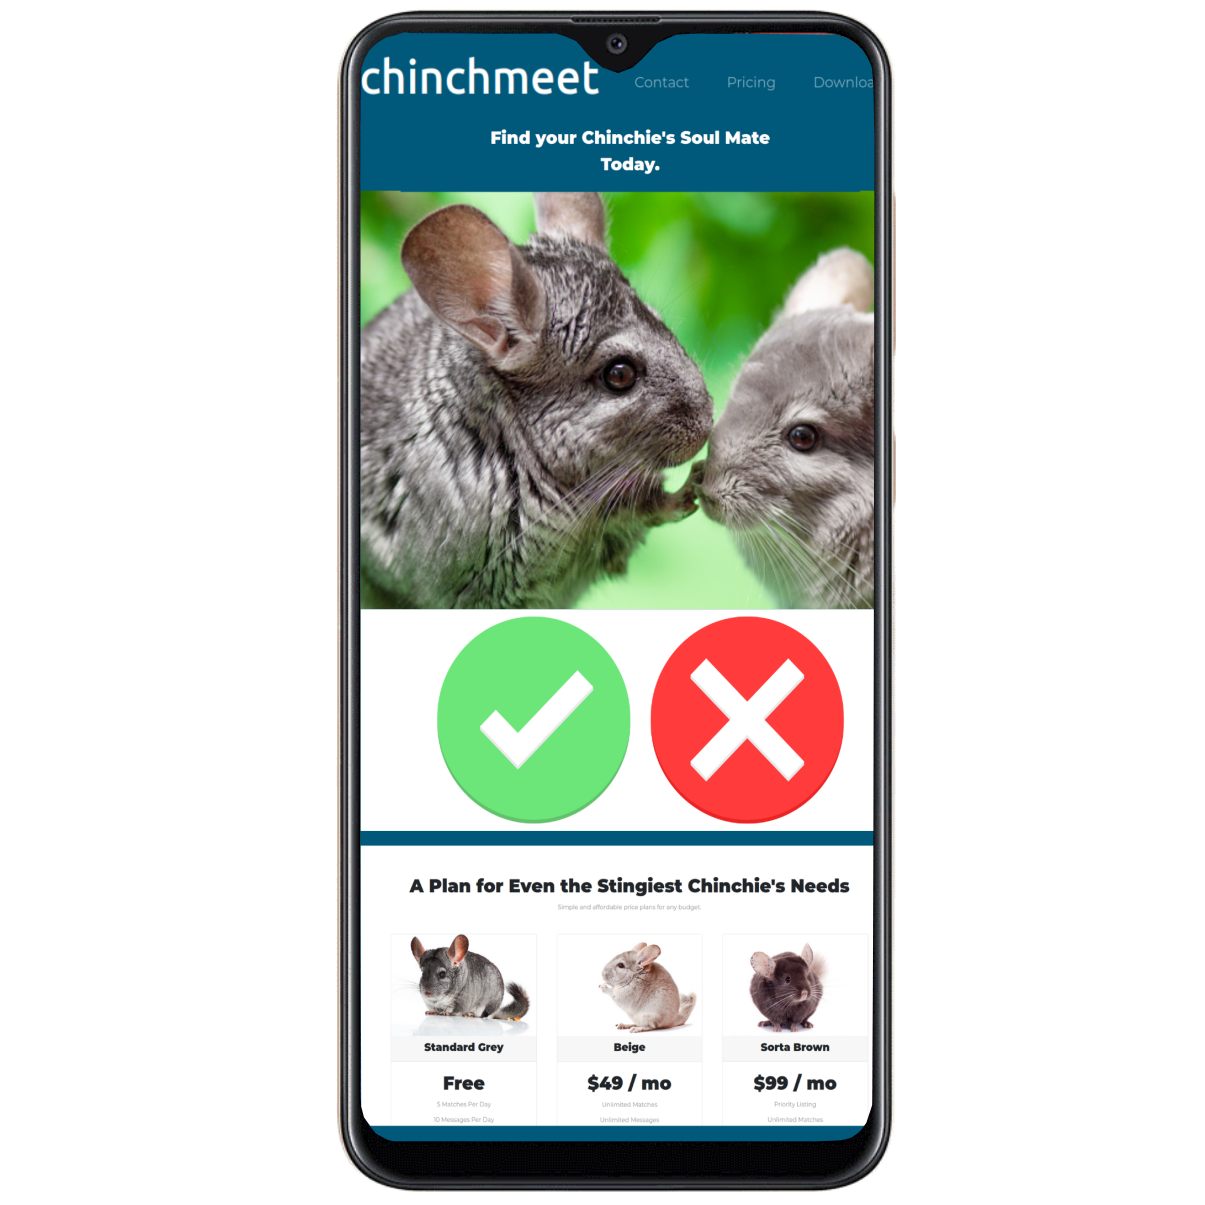 chinchmeet
Contact Pricing Downloa
Find your Chinchie's Soul Mate
Today.
A Plan for Even the Stingiest Chinchie's Needs
Simple and affordable price plans for any budget.
Standard Grey
Free
5 Matches Per Day
10 Messages Per Day
Beige
$49 / mo
Unlimited Matches
Unlimited Messages
Sorta Brown
$99 / mo
Priority Listing
Unlimited Matches